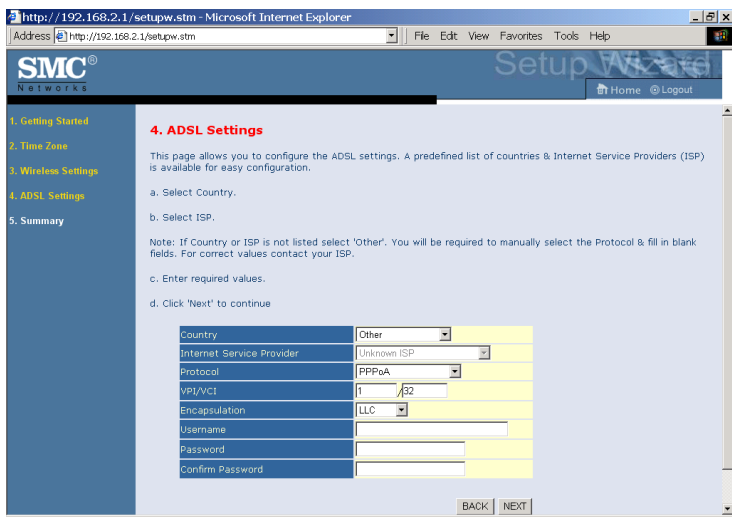 http://192.168.2.1/setupw.stm - Microsoft Internet Explorer
Address http://192.168.2.1/setupw.stm File Edit View Favorites Tools Help
SMC®
Networks
Setup Wizard
Home Logout
1. Getting Started
2. Time Zone
3. Wireless Settings
4. ADSL Settings
5. Summary
4. ADSL Settings
This page allows you to configure the ADSL settings. A predefined list of countries & Internet Service Providers (ISP)
is available for easy configuration.
a. Select Country.
b. Select ISP.
Note: If Country or ISP is not listed select 'Other'. You will be required to manually select the Protocol & fill in blank
fields. For correct values contact your ISP.
c. Enter required values.
d. Click 'Next' to continue
Country Other
Internet Service Provider Unknown ISP
Protocol PPPoA
VPI/VCI 1 /32
Encapsulation LLC
Username
Password
Confirm Password
BACK NEXT